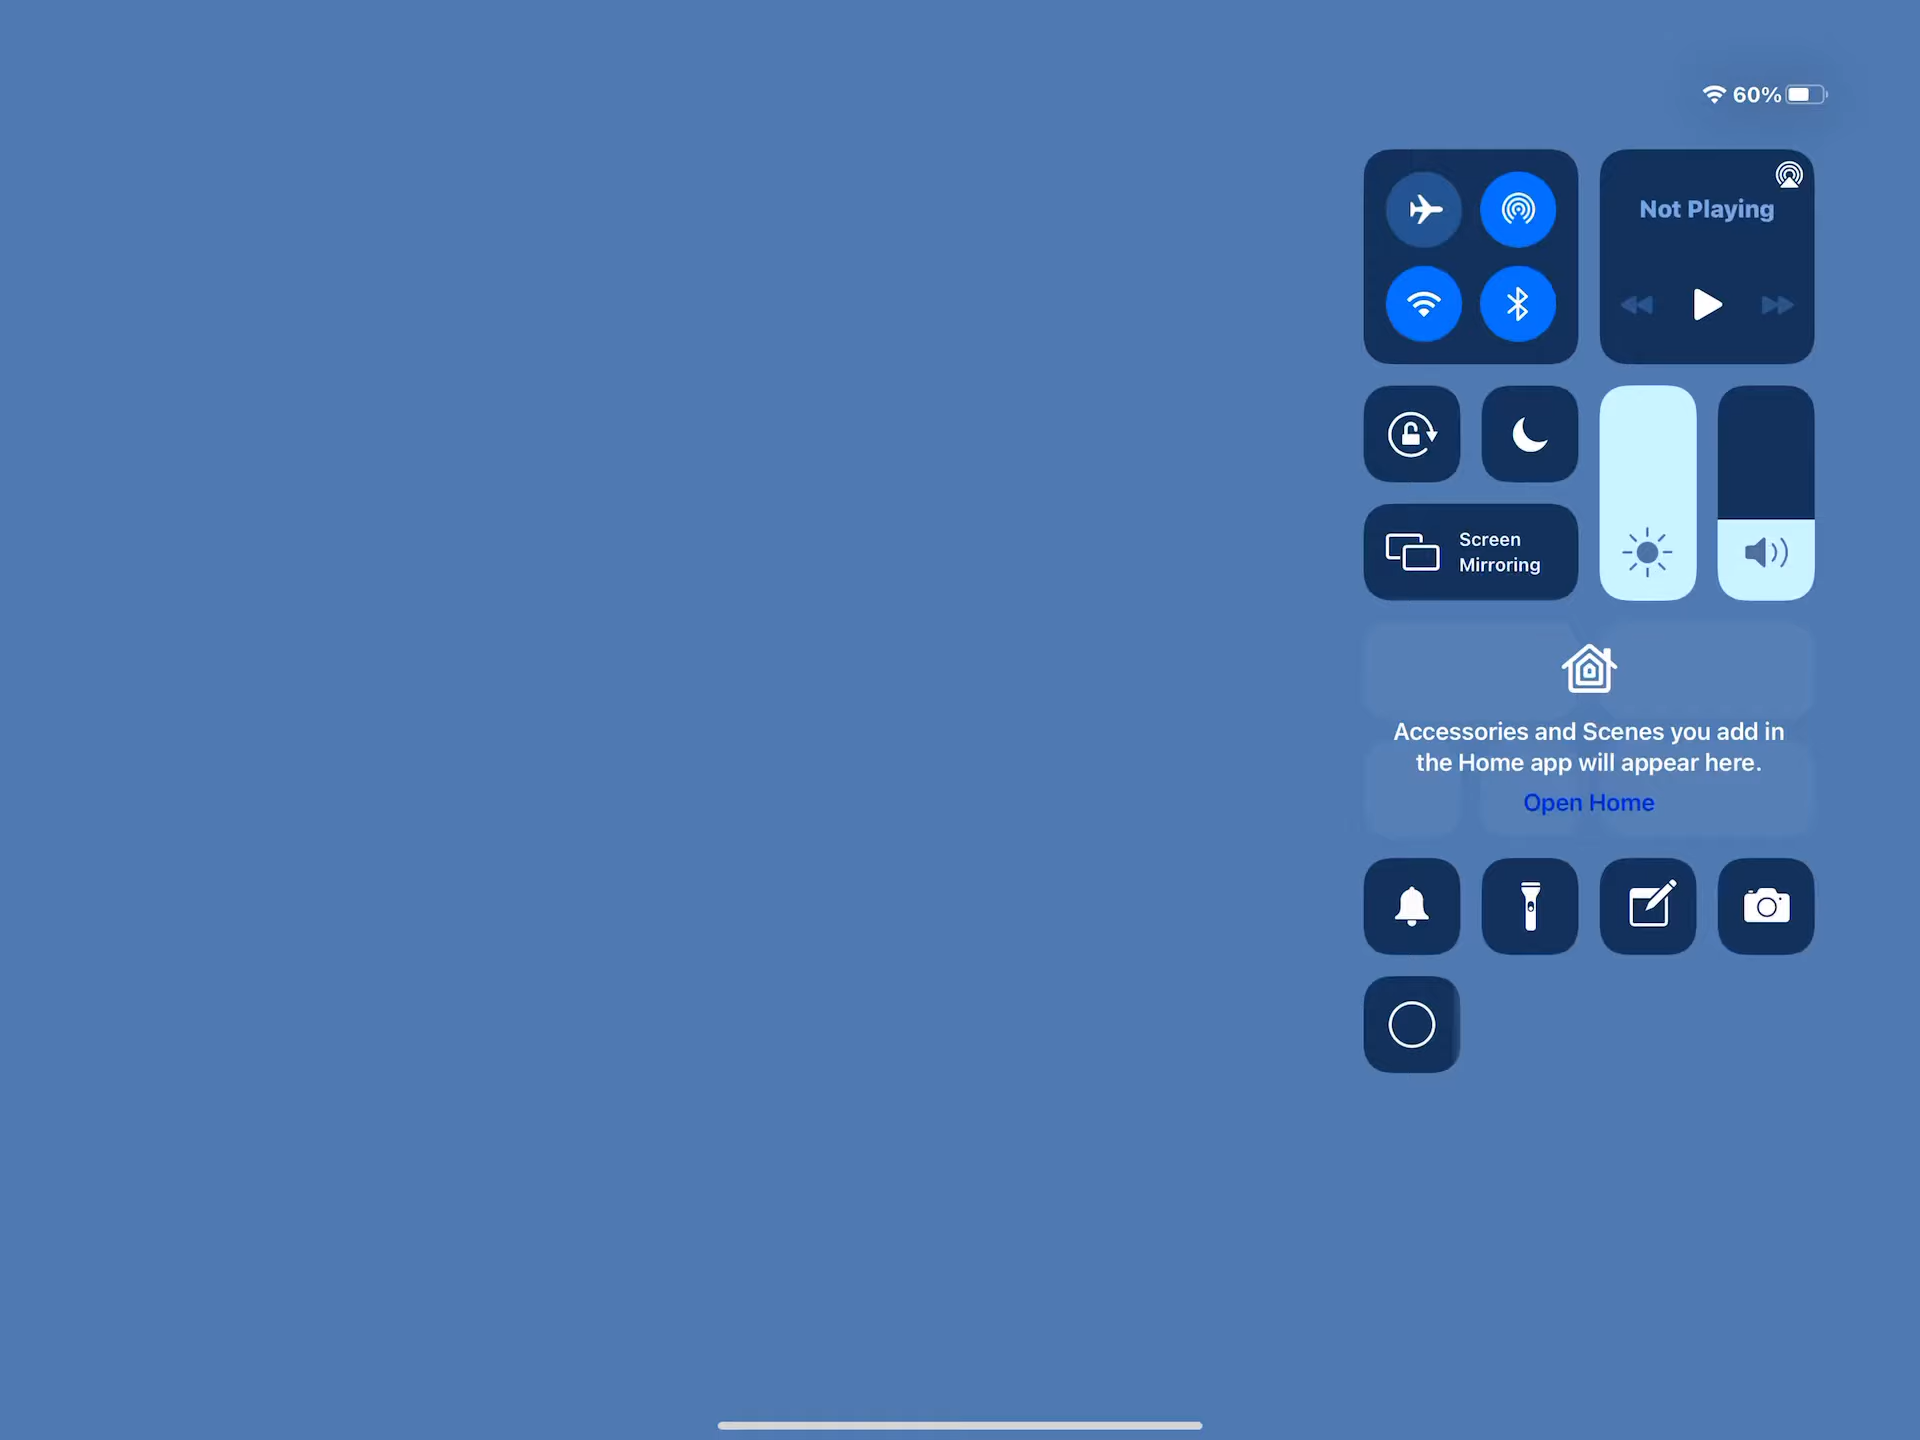 60%
Not Playing
Screen
Mirroring
Accessories and Scenes you add in
the Home app will appear here.
Open Home